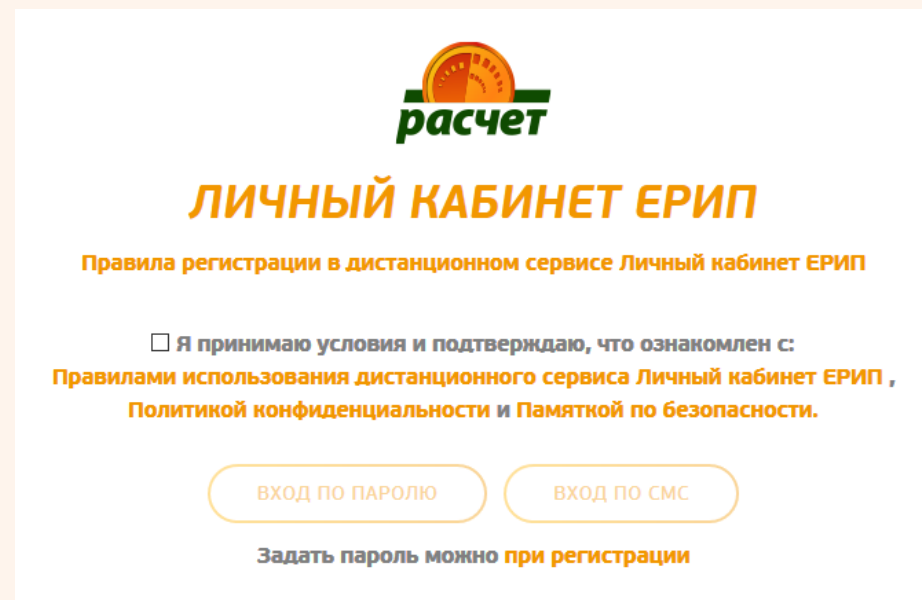 расчет
ЛИЧНЫЙ КАБИНЕТ ЕРИП
Правила регистрации в дистанционном сервисе Личный кабинет ЕРИП
Я принимаю условия и подтверждаю, что ознакомлен с:
Правилами использования дистанционного сервиса Личный кабинет ЕРИП ,
Политикой конфиденциальности и Памяткой по безопасности.
ВХОД ПО ПАРОЛЮ ВХОД ПО СМС
Задать пароль можно при регистрации